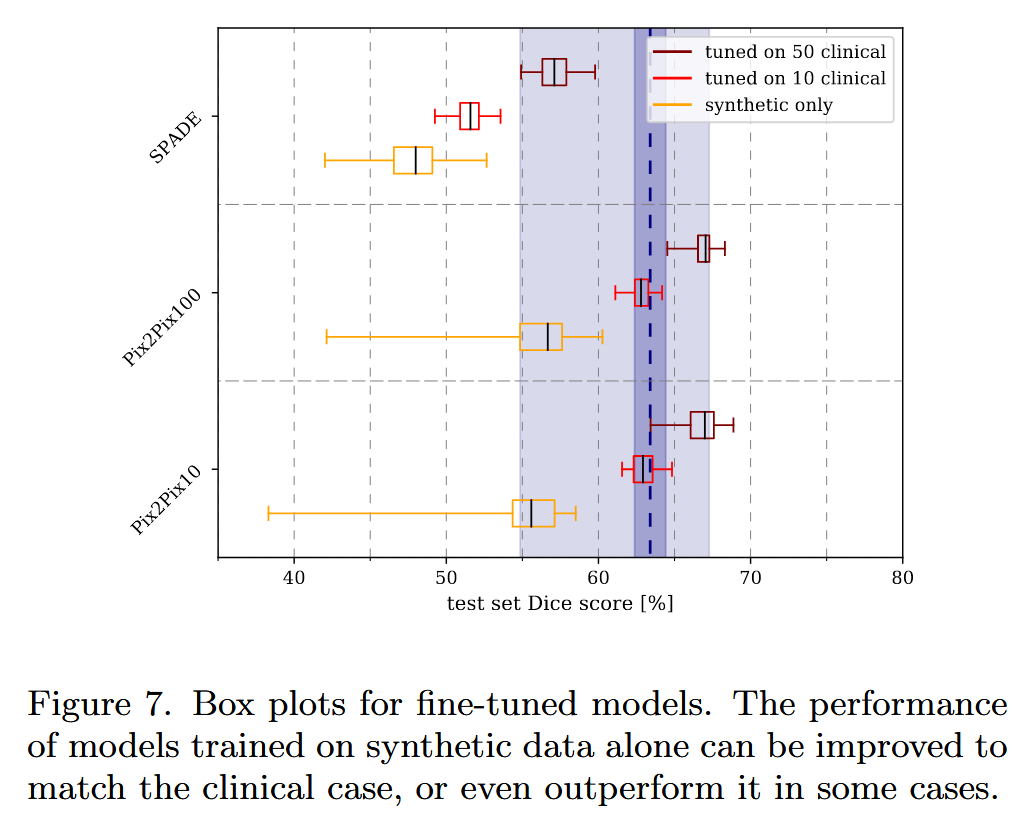 tuned on 50 clinical
tuned on 10 clinical
synthetic only
SPADE
Pix2Pix100
Pix2Pix10
40 50 60 70 80
test set Dice score [%]
Figure 7. Box plots for fine-tuned models. The performance
of models trained on synthetic data alone can be improved to
match the clinical case, or even outperform it in some cases.